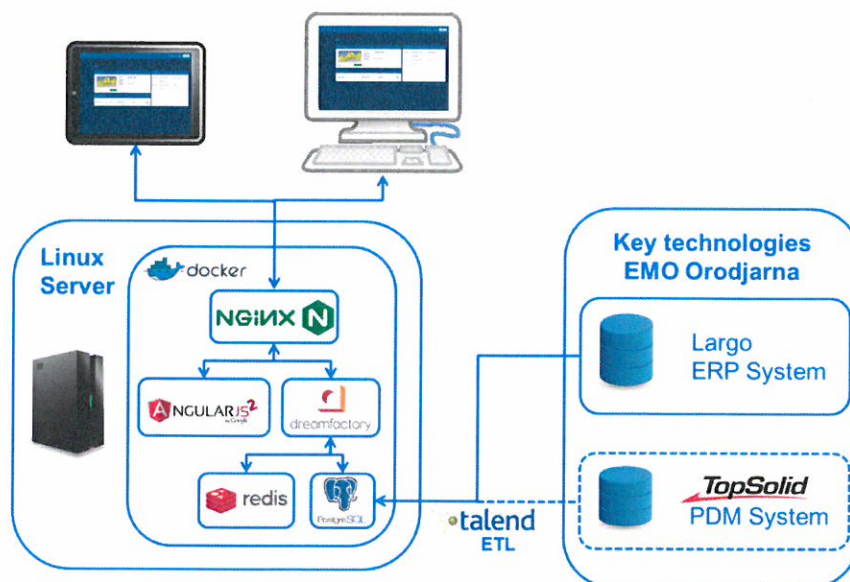 Linux
Server
docker
NGiNX N
ANGULARJS2
by Google
dreamfactory
redis
PostgreSQL
talend
ETL
Key technologies
EMO Orodjarna
Largo
ERP System
TopSolid
PDM System